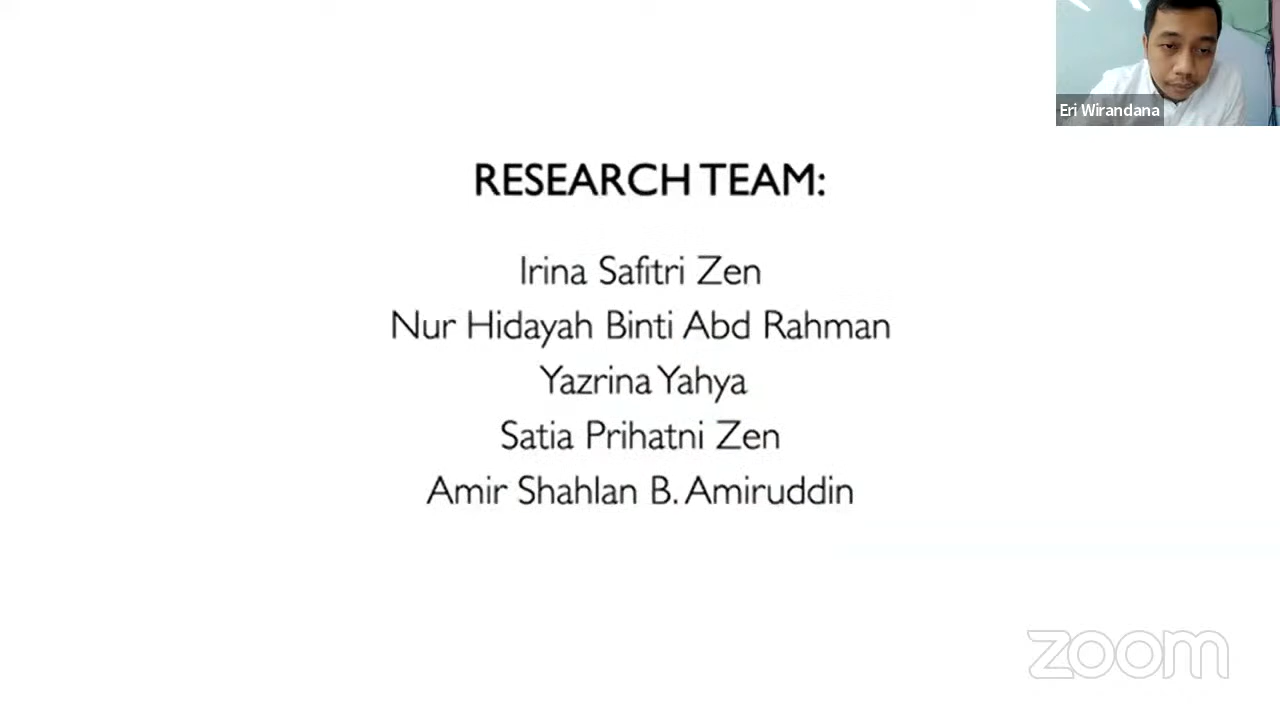 Eri Wirandana
RESEARCH TEAM:
Irina Safitri Zen
Nur Hidayah Binti Abd Rahman
Yazrina Yahya
Satia Prihatni Zen
Amir Shahlan B. Amiruddin
zoom